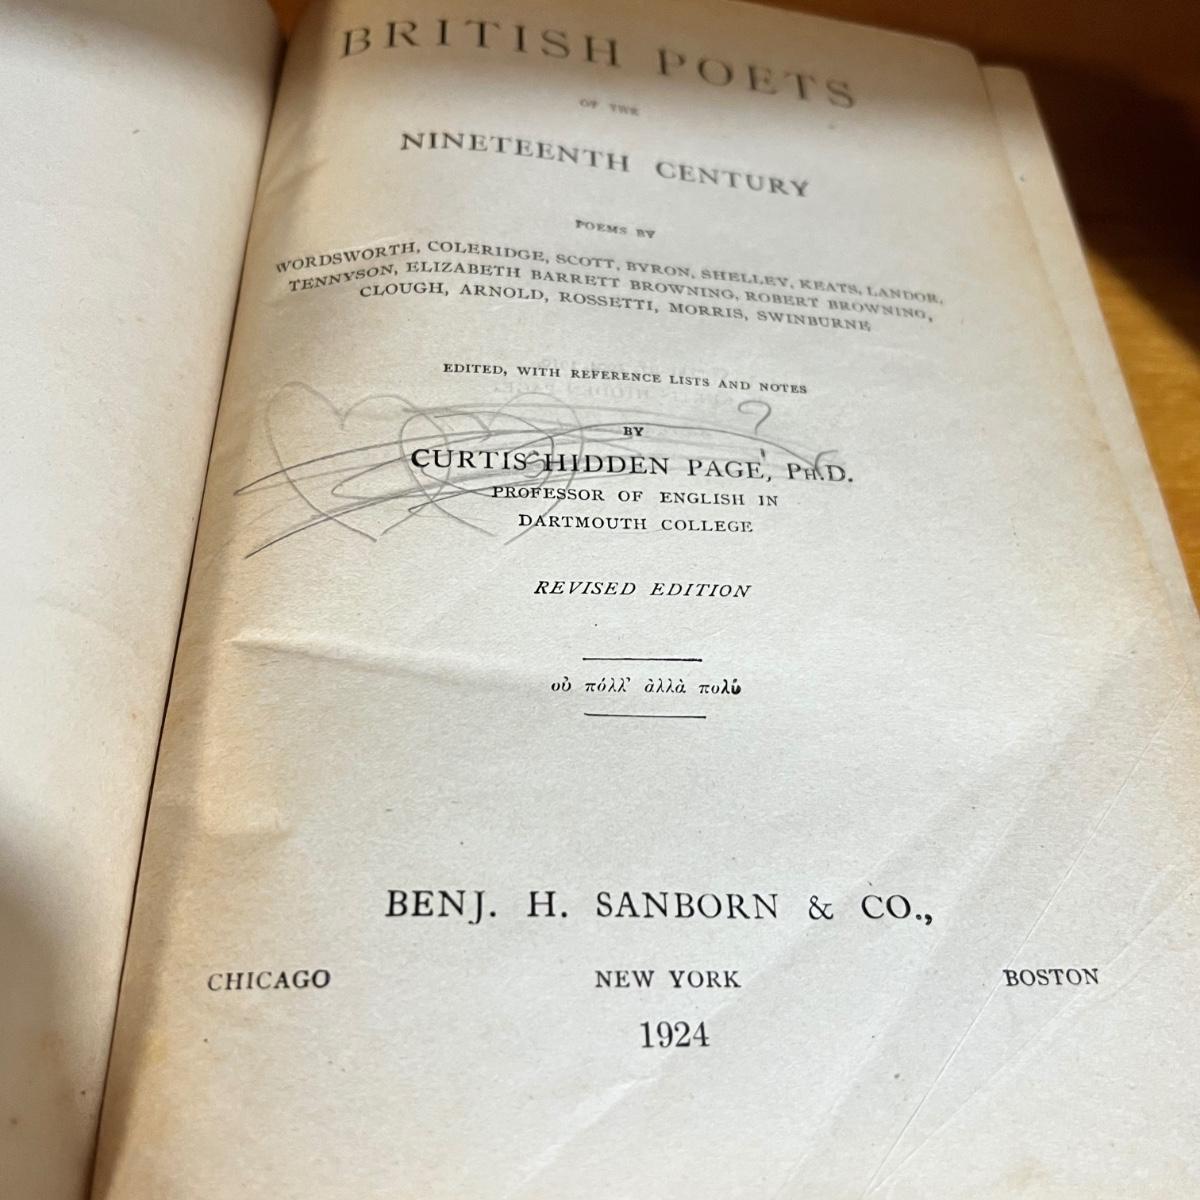 BRITISH POETS
OF THE
NINETEENTH CENTURY
POEMS BY
WORDSWORTH, COLERIDGE, SCOTT, BYRON, SHELLEY, KEATS, LANDOR,
TENNYSON, ELIZABETH BARRETT BROWNING, ROBERT BROWNING,
CLOUGH, ARNOLD, ROSSETTI, MORRIS, SWINBURNE
EDITED, WITH REFERENCE LISTS AND NOTES
?
BY
CURTIS HIDDEN PAGE, PH.D.
PROFESSOR OF ENGLISH IN
DARTMOUTH COLLEGE
REVISED EDITION
οὐ πόλλ' ἀλλὰ πολύ
BENJ. H. SANBORN & CO.,
CHICAGO NEW YORK BOSTON
1924